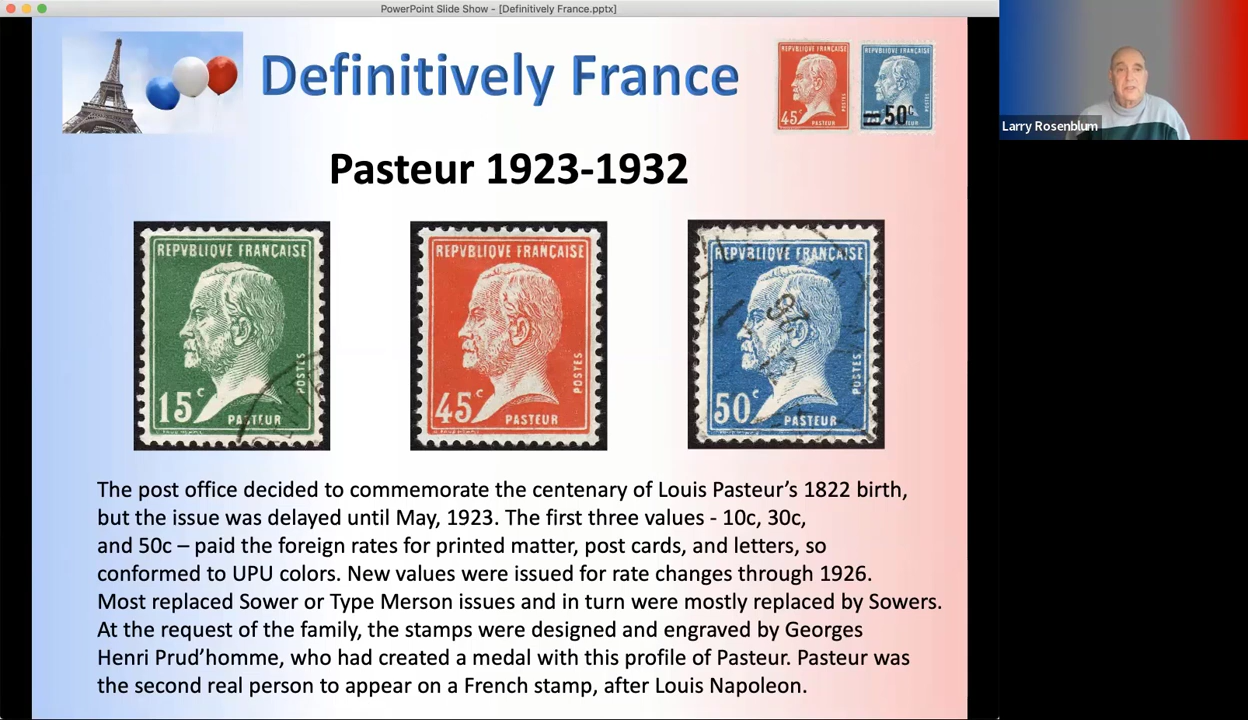 PowerPoint Slide Show - [Definitively France.pptx]
Definitively France
REPVBLIQUE FRANÇAISE
POSTES
45c
PASTEUR
REPVBLIQUE FRANÇAISE
POSTES
50c
Larry Rosenblum
Pasteur 1923-1932
REPVBLIQUE FRANÇAISE
POSTES
15c
PASTEUR
REPVBLIQUE FRANÇAISE
POSTES
45c
PASTEUR
REPVBLIQUE FRANÇAISE
POSTES
50c
PASTEUR
The post office decided to commemorate the centenary of Louis Pasteur's 1822 birth,
but the issue was delayed until May, 1923. The first three values - 10c, 30c,
and 50c – paid the foreign rates for printed matter, post cards, and letters, so
conformed to UPU colors. New values were issued for rate changes through 1926.
Most replaced Sower or Type Merson issues and in turn were mostly replaced by Sowers.
At the request of the family, the stamps were designed and engraved by Georges
Henri Prud'homme, who had created a medal with this profile of Pasteur. Pasteur was
the second real person to appear on a French stamp, after Louis Napoleon.